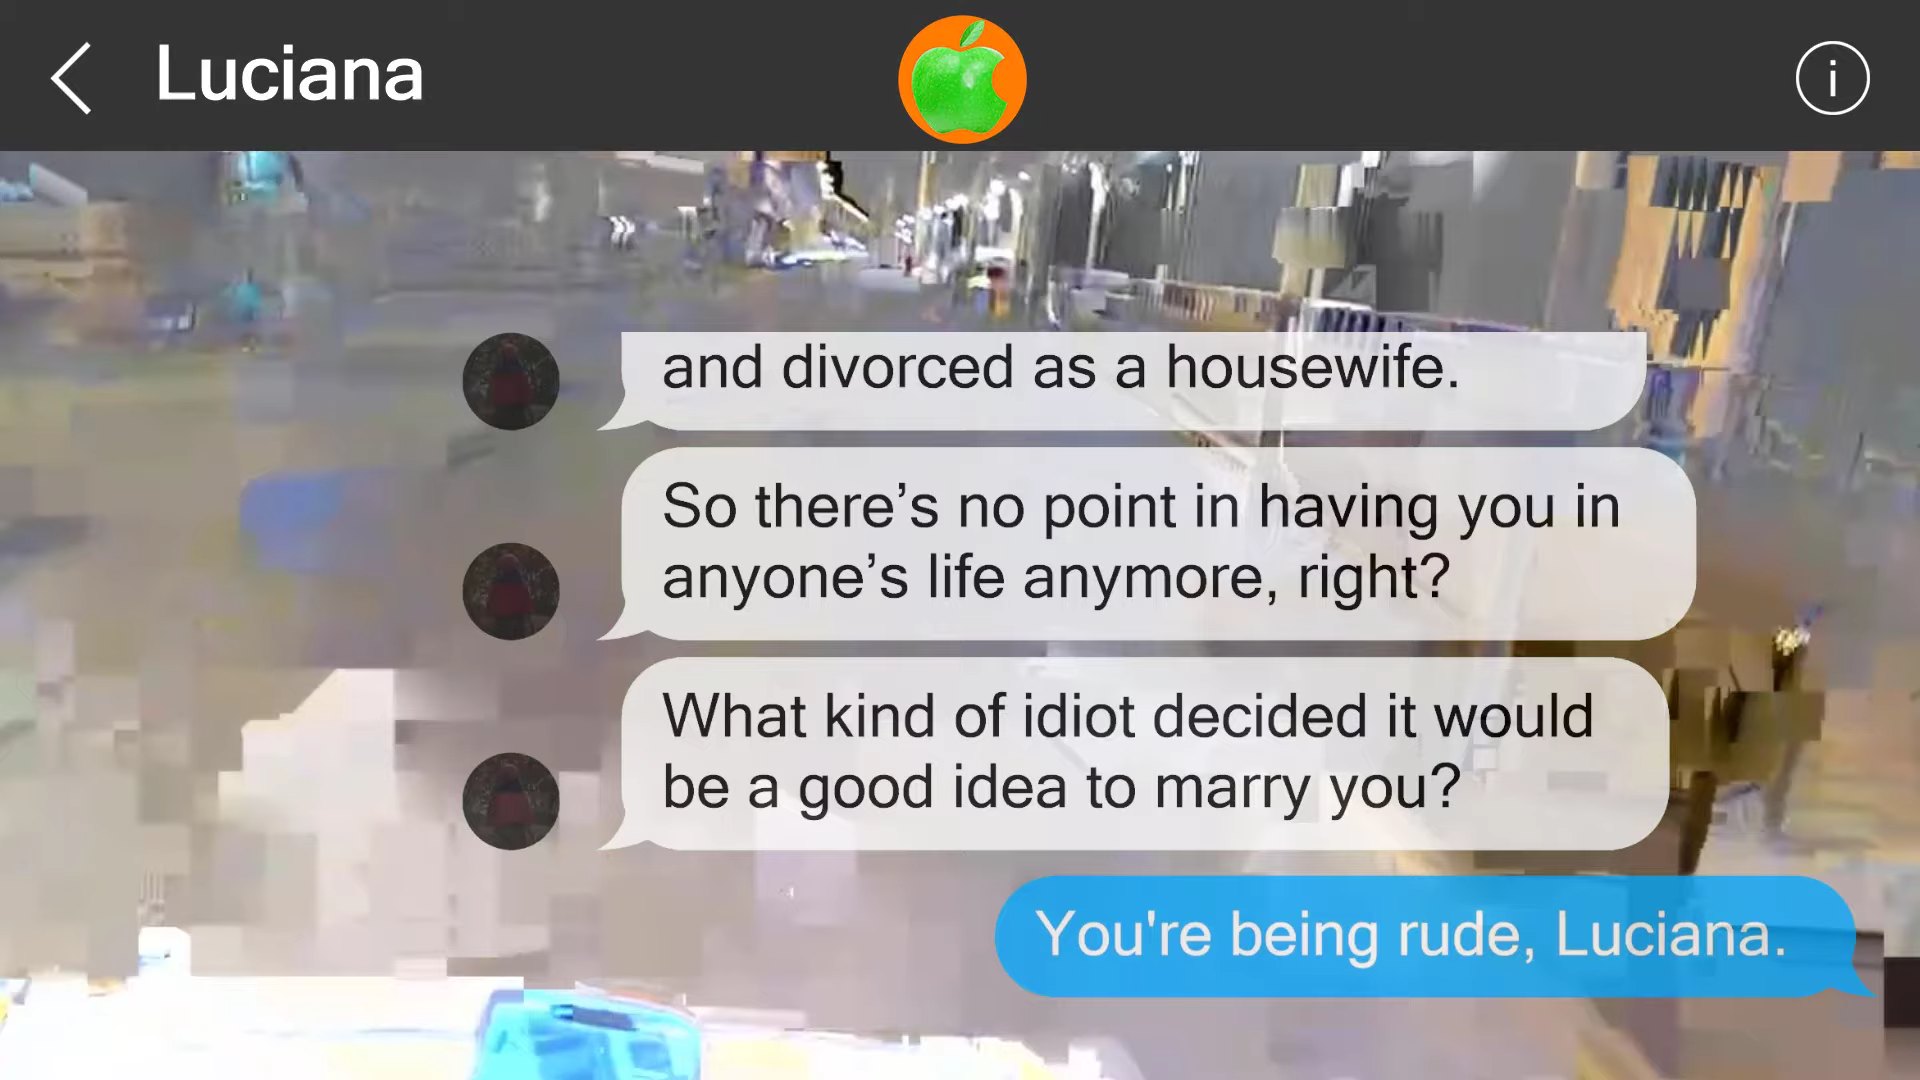 Luciana
i
and divorced as a housewife.
So there’s no point in having you in
anyone’s life anymore, right?
What kind of idiot decided it would
be a good idea to marry you?
You're being rude, Luciana.